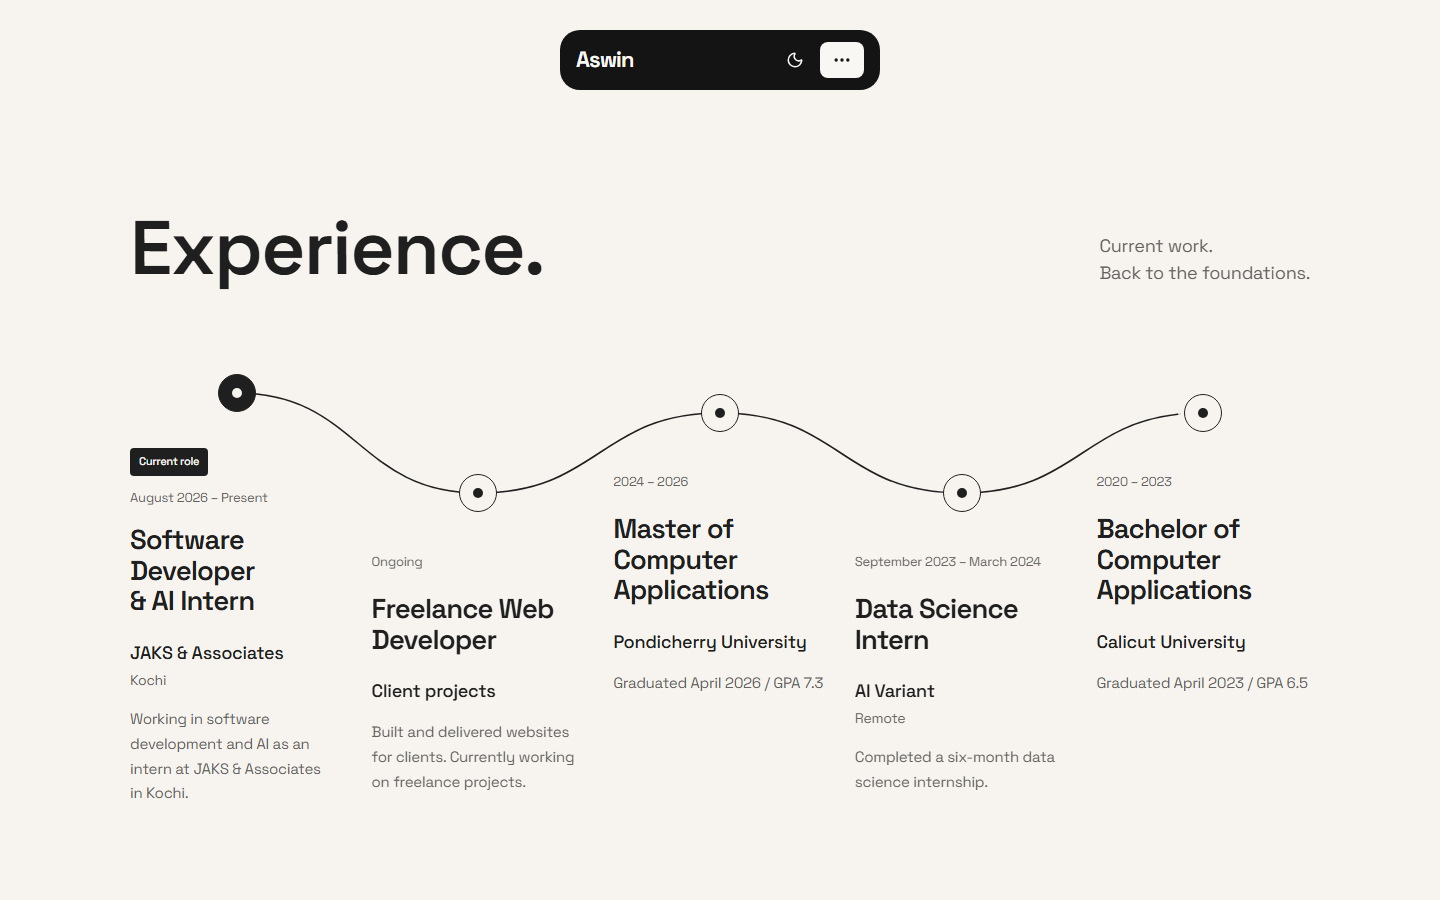 Aswin
Experience.
Current work.
Back to the foundations.
Current role
August 2026 – Present
Software
Developer
& AI Intern
JAKS & Associates
Kochi
Working in software
development and AI as an
intern at JAKS & Associates
in Kochi.
Ongoing
Freelance Web
Developer
Client projects
Built and delivered websites
for clients. Currently working
on freelance projects.
2024 – 2026
Master of
Computer
Applications
Pondicherry University
Graduated April 2026 / GPA 7.3
September 2023 – March 2024
Data Science
Intern
AI Variant
Remote
Completed a six-month data
science internship.
2020 – 2023
Bachelor of
Computer
Applications
Calicut University
Graduated April 2023 / GPA 6.5